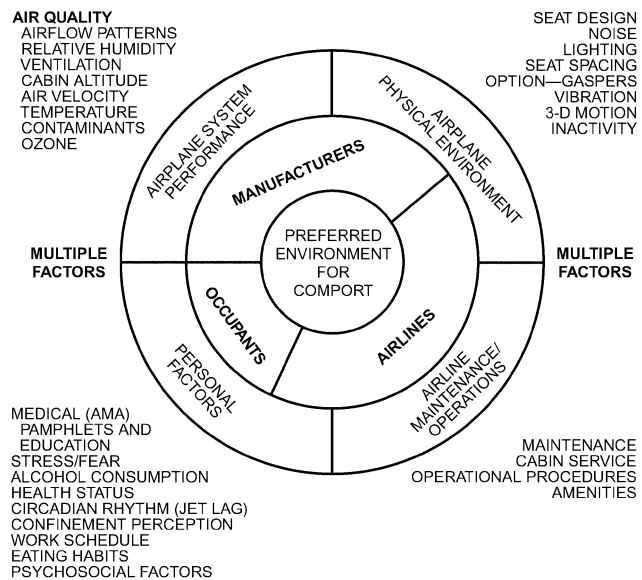 AIR QUALITY
AIRFLOW PATTERNS
RELATIVE HUMIDITY
VENTILATION
CABIN ALTITUDE
AIR VELOCITY
TEMPERATURE
CONTAMINANTS
OZONE
SEAT DESIGN
NOISE
LIGHTING
SEAT SPACING
OPTION—GASPERS
VIBRATION
3-D MOTION
INACTIVITY
AIRPLANE SYSTEM
PERFORMANCE
AIRPLANE
PHYSICAL ENVIRONMENT
MANUFACTURERS
PREFERRED
ENVIRONMENT
FOR
COMPORT
MULTIPLE
FACTORS
MULTIPLE
FACTORS
OCCUPANTS
AIRLINES
PERSONAL
FACTORS
AIRLINE
MAINTENANCE/
OPERATIONS
MEDICAL (AMA)
PAMPHLETS AND
EDUCATION
STRESS/FEAR
ALCOHOL CONSUMPTION
HEALTH STATUS
CIRCADIAN RHYTHM (JET LAG)
CONFINEMENT PERCEPTION
WORK SCHEDULE
EATING HABITS
PSYCHOSOCIAL FACTORS
MAINTENANCE
CABIN SERVICE
OPERATIONAL PROCEDURES
AMENITIES